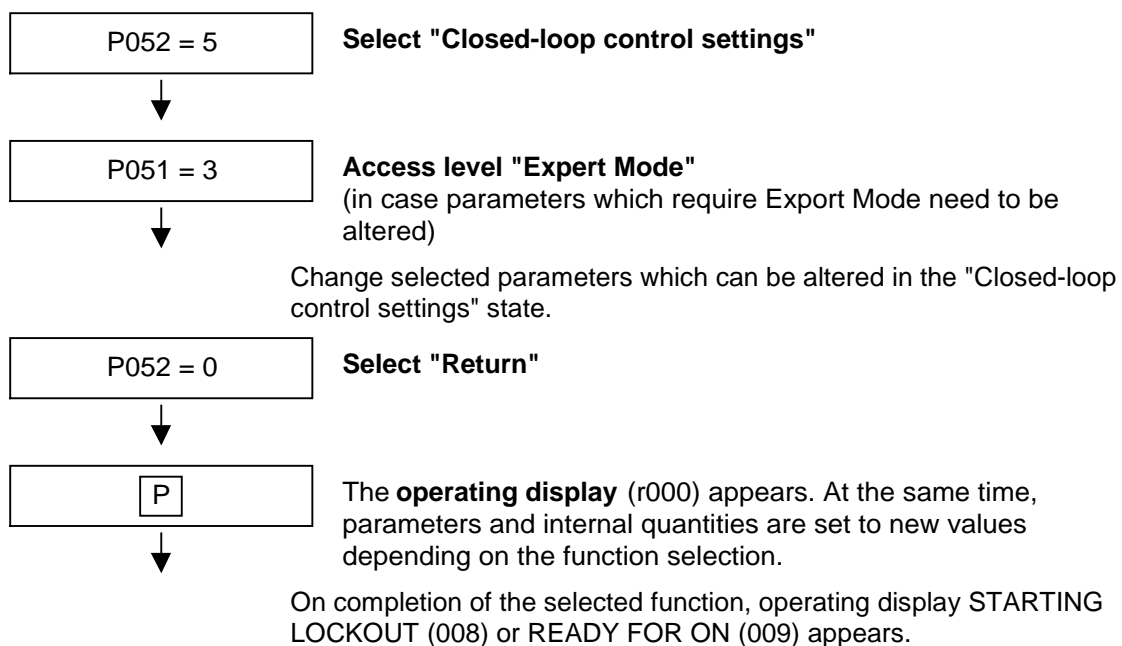 P052 = 5
Select "Closed-loop control settings"
P051 = 3
Access level "Expert Mode"
(in case parameters which require Export Mode need to be
altered)
Change selected parameters which can be altered in the "Closed-loop
control settings" state.
P052 = 0
Select "Return"
P
The operating display (r000) appears. At the same time,
parameters and internal quantities are set to new values
depending on the function selection.
On completion of the selected function, operating display STARTING
LOCKOUT (008) or READY FOR ON (009) appears.